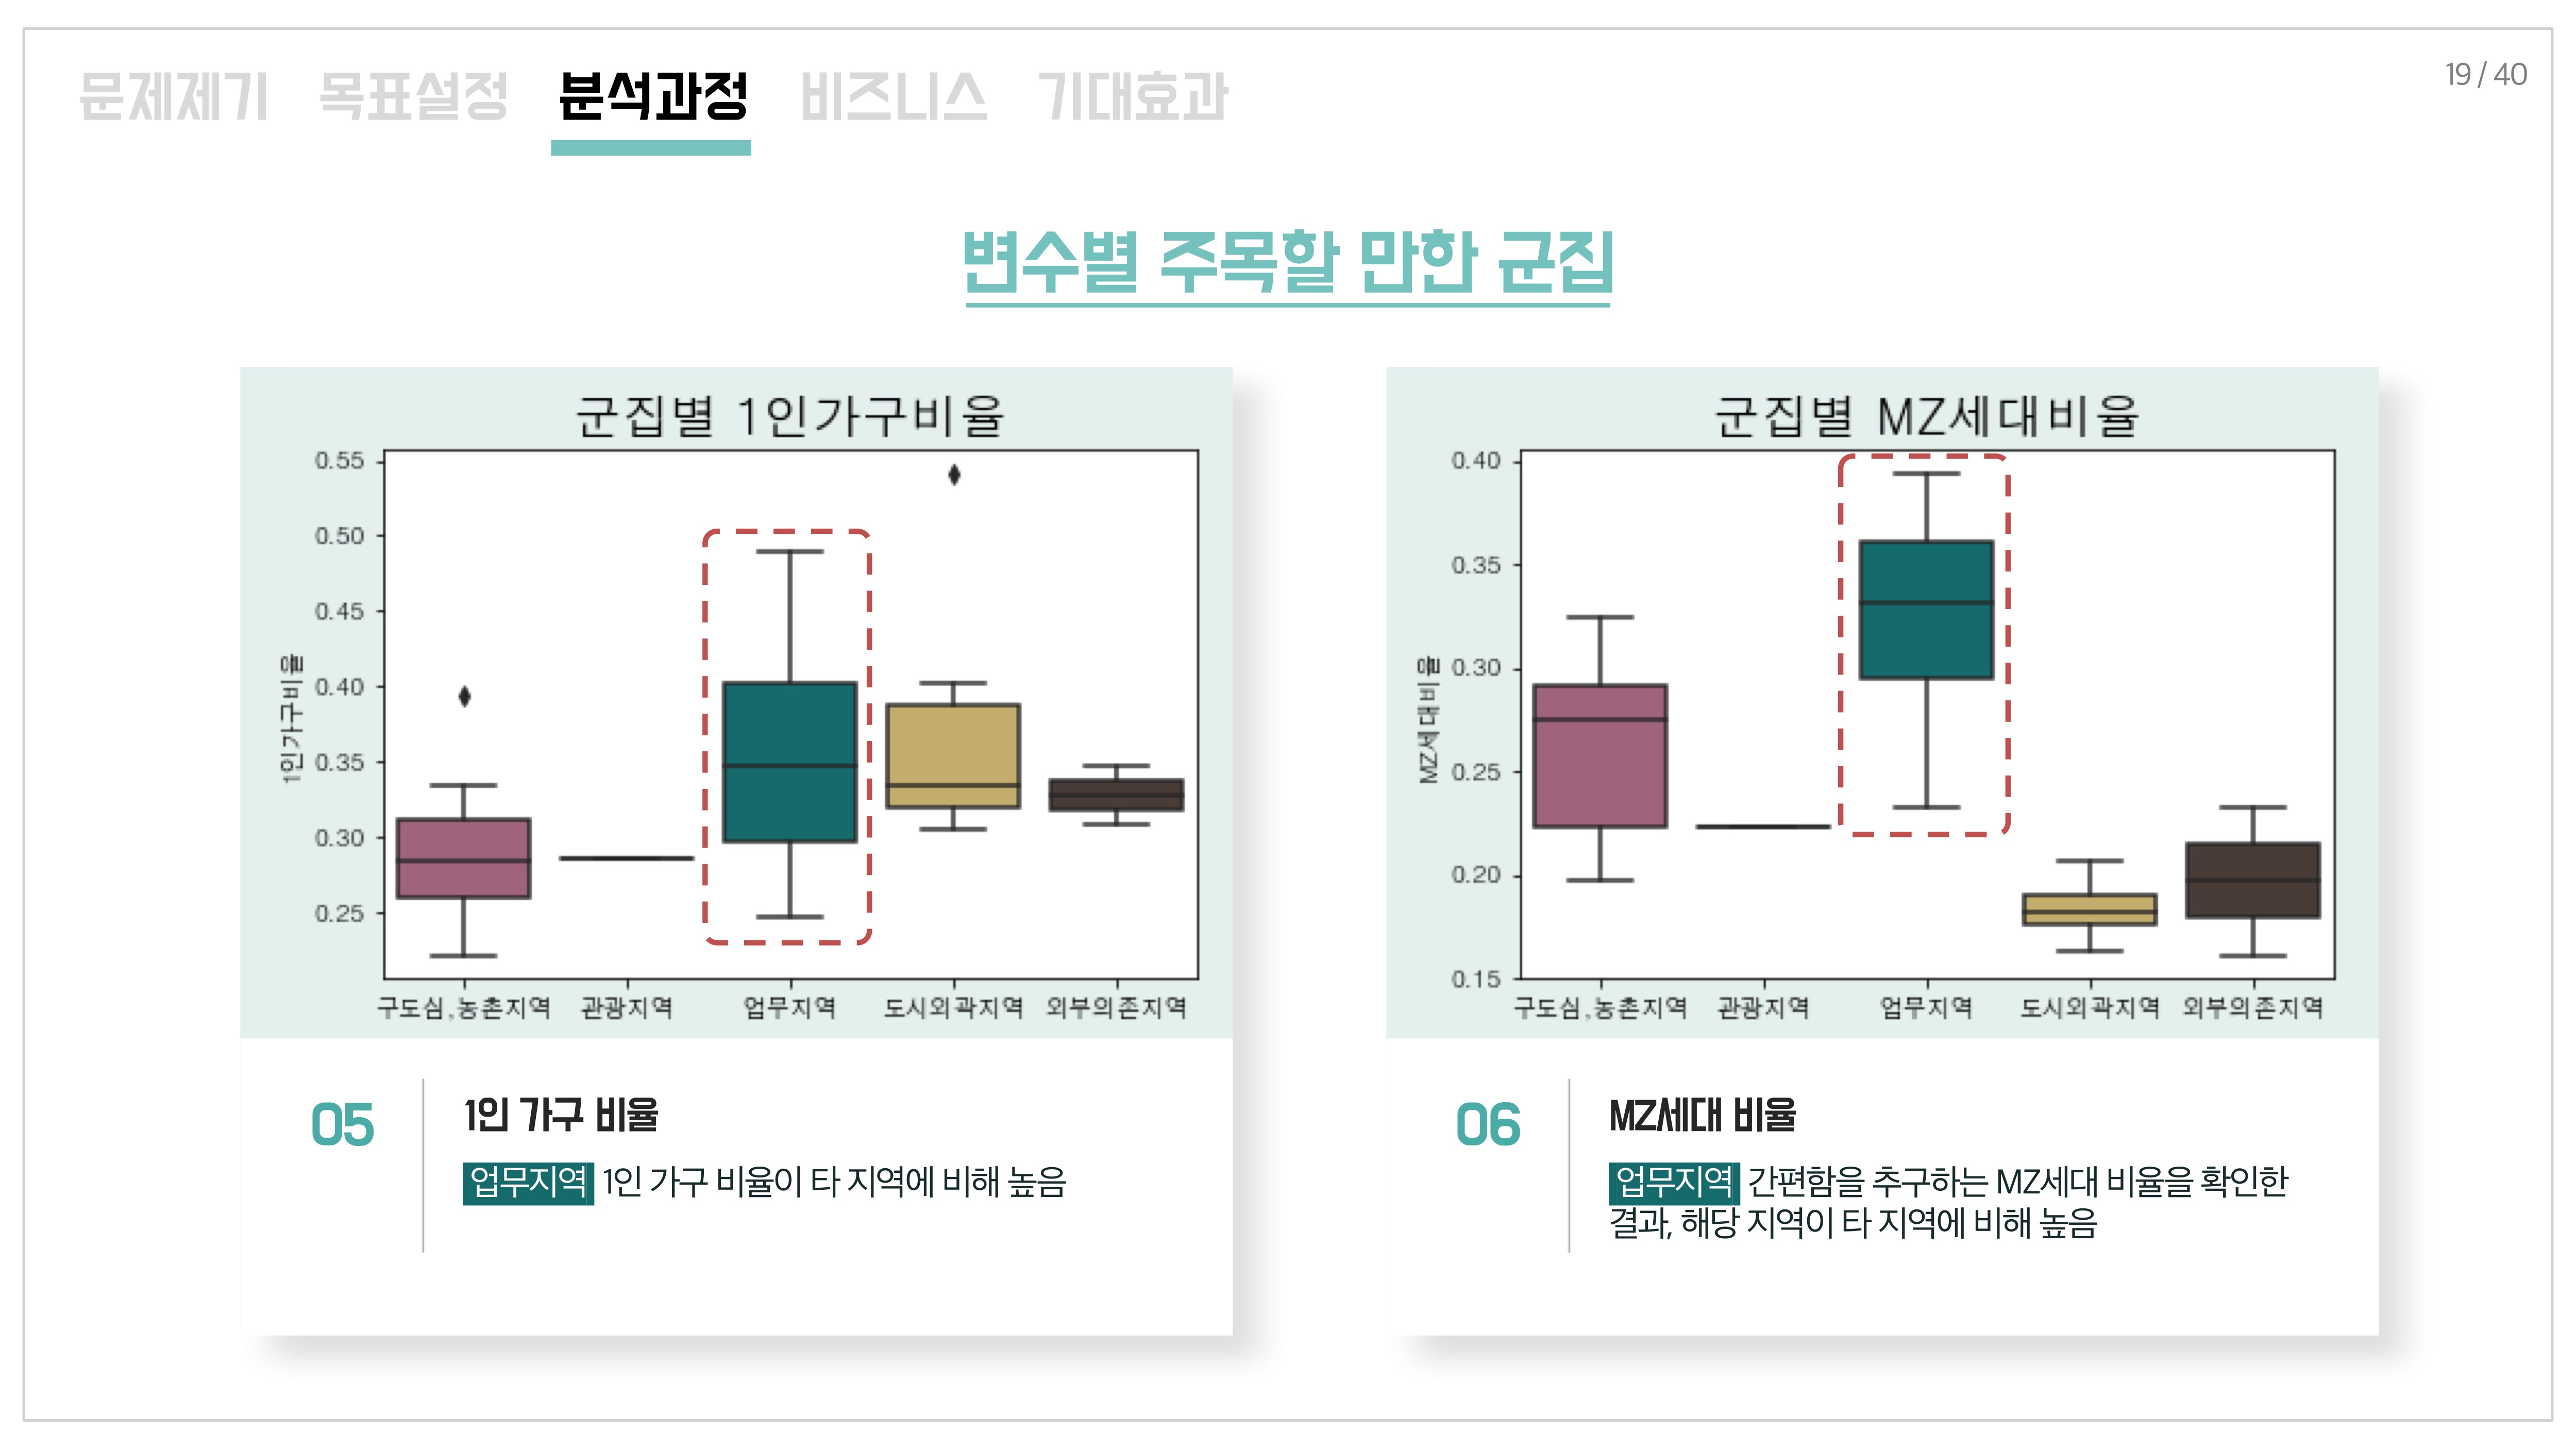 문제제기 목표설정 분석과정 비즈니스 기대효과
19 / 40
변수별 주목할 만한 군집
군집별 1인가구비율
1인가구비율
0.55
0.50
0.45
0.40
0.35
0.30
0.25
구도심,농촌지역 관광지역 업무지역 도시외곽지역 외부의존지역
05
1인 가구 비율
업무지역 1인 가구 비율이 타 지역에 비해 높음
군집별 MZ세대비율
MZ세대비율
0.40
0.35
0.30
0.25
0.20
0.15
구도심,농촌지역 관광지역 업무지역 도시외곽지역 외부의존지역
06
MZ세대 비율
업무지역 간편함을 추구하는 MZ세대 비율을 확인한
결과, 해당 지역이 타 지역에 비해 높음